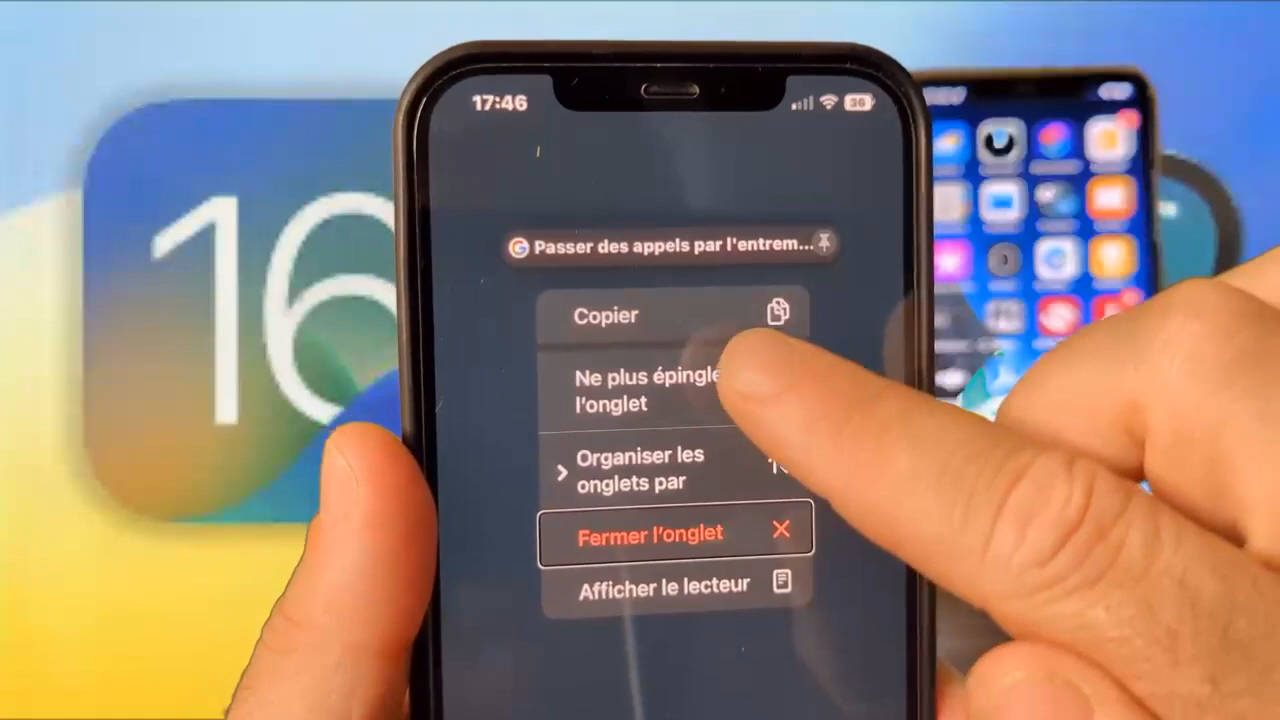 16
17:46
36
Passer des appels par l'entrem...
Copier
Ne plus épingle
l'onglet
Organiser les
onglets par
Fermer l'onglet
Afficher le lecteur